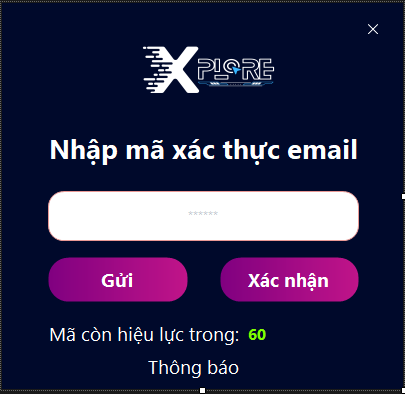 XPLORE
Nhập mã xác thực email
******
Gửi Xác nhận
Mã còn hiệu lực trong: 60
Thông báo